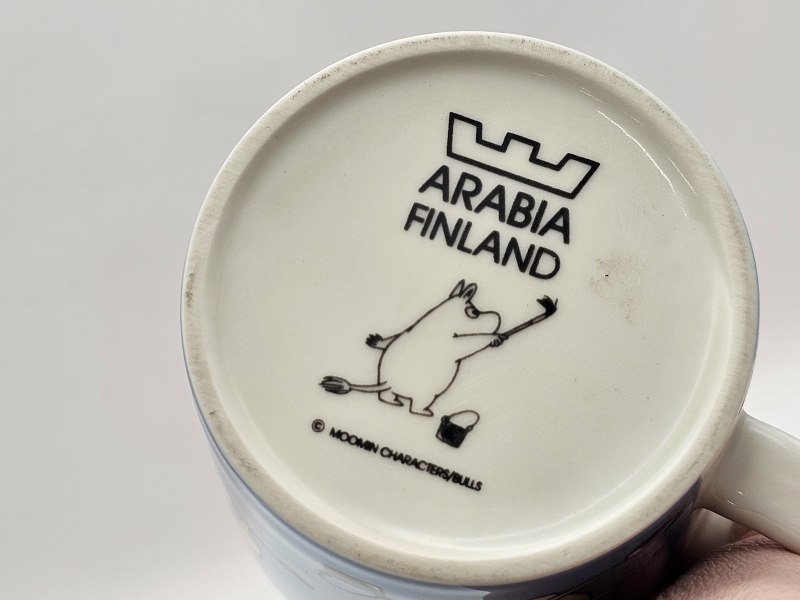 ARABIA
FINLAND
© MOOMIN CHARACTERS/BULLS